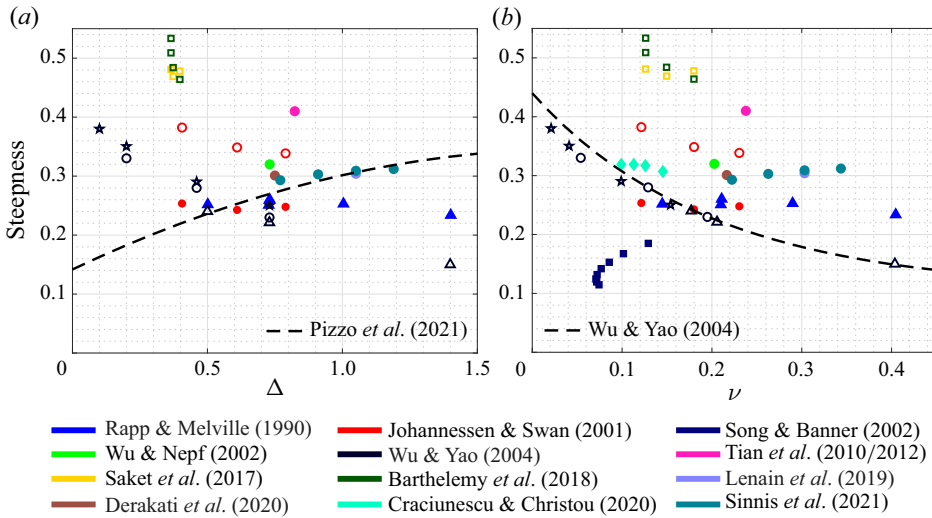 (a)
(b)
Steepness
0.5
0.4
0.3
0.2
0.1
0
0.5
1.0
1.5
Δ
Pizzo et al. (2021)
0.5
0.4
0.3
0.2
0.1
0
0.1
0.2
0.3
0.4
ν
Wu & Yao (2004)
Rapp & Melville (1990)
Johannessen & Swan (2001)
Song & Banner (2002)
Wu & Nepf (2002)
Wu & Yao (2004)
Tian et al. (2010/2012)
Saket et al. (2017)
Barthelemy et al. (2018)
Lenain et al. (2019)
Derakati et al. (2020)
Craciunescu & Christou (2020)
Sinnis et al. (2021)